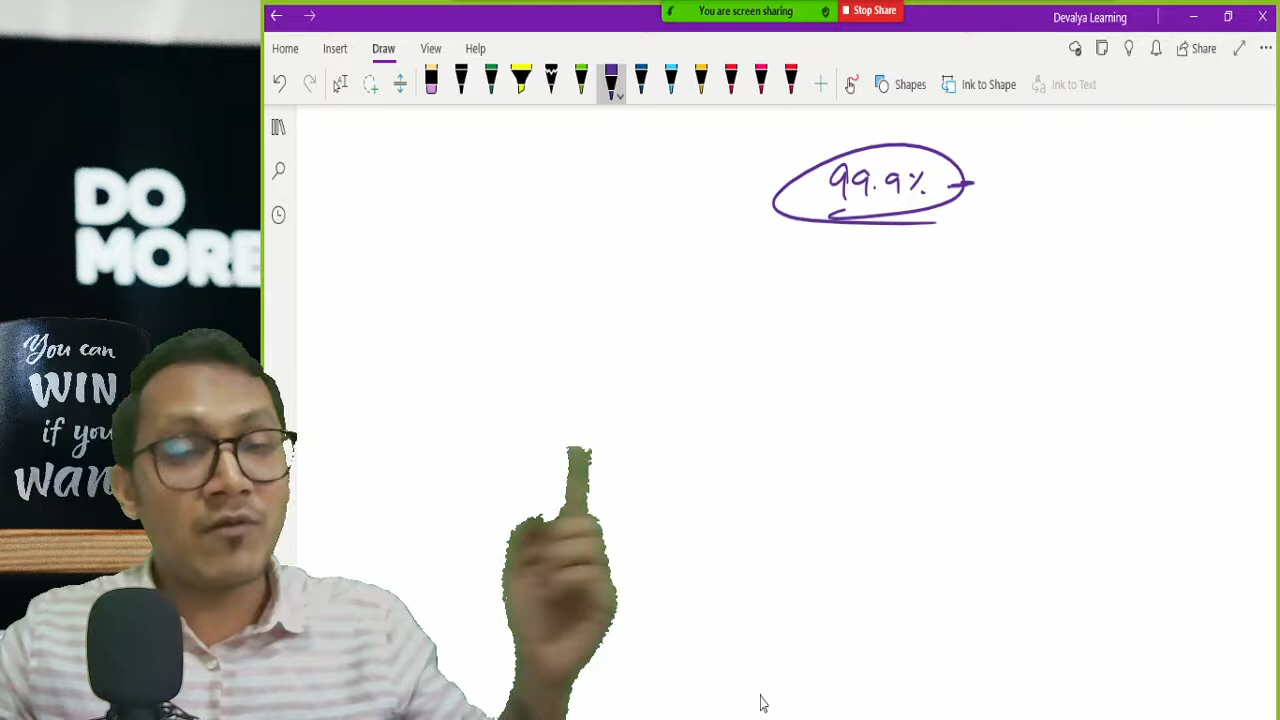 You are screen sharing
Stop Share
Devalya Learning
Home Insert Draw View Help
Share
Shapes Ink to Shape Ink to Text
99.9%
DO
MORE
You can
WIN
if you
wan